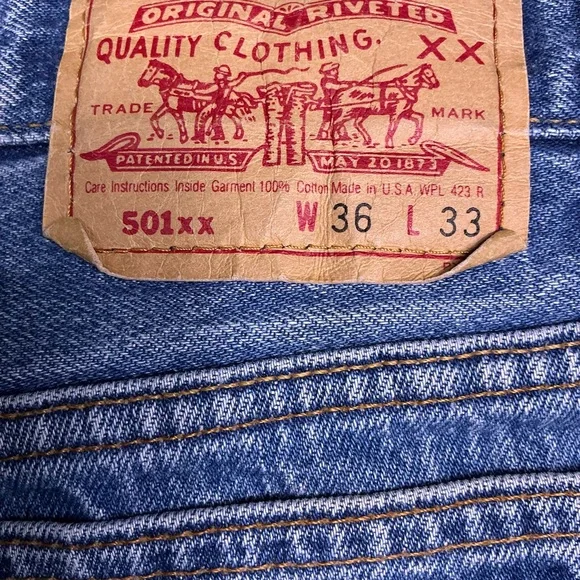 ORIGINAL RIVETED
QUALITY CLOTHING. XX
TRADE MARK
PATENTED IN U.S. MAY 20 1873
Care Instructions Inside Garment 100% Cotton Made in U.S.A. WPL 423 R
501xx W 36 L 33